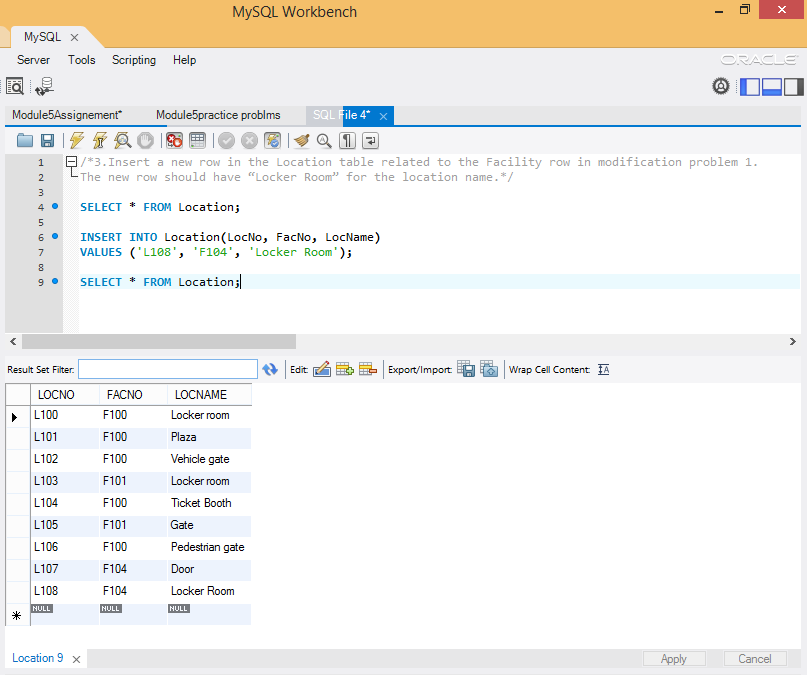 MySQL Workbench
MySQL
Server Tools Scripting Help
ORACLE
Module5Assignement* Module5practice problms SQL File 4*
1 /*3.Insert a new row in the Location table related to the Facility row in modification problem 1.
2 The new row should have “Locker Room” for the location name.*/
3
4 SELECT * FROM Location;
5
6 INSERT INTO Location(LocNo, FacNo, LocName)
7 VALUES ('L108', 'F104', 'Locker Room');
8
9 SELECT * FROM Location;
Result Set Filter: Edit: Export/Import: Wrap Cell Content:
LOCNO FACNO LOCNAME
L100 F100 Locker room
L101 F100 Plaza
L102 F100 Vehicle gate
L103 F101 Locker room
L104 F100 Ticket Booth
L105 F101 Gate
L106 F100 Pedestrian gate
L107 F104 Door
L108 F104 Locker Room
NULL NULL NULL
Location 9 Apply Cancel